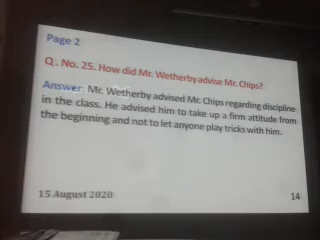 Page 2
Q. No. 25. How did Mr. Wetherby advise Mr. Chips?
Answer: Mr. Wetherby advised Mr. Chips regarding discipline
in the class. He advised him to take up a firm attitude from
the beginning and not to let anyone play tricks with him.
15 August 2020
14